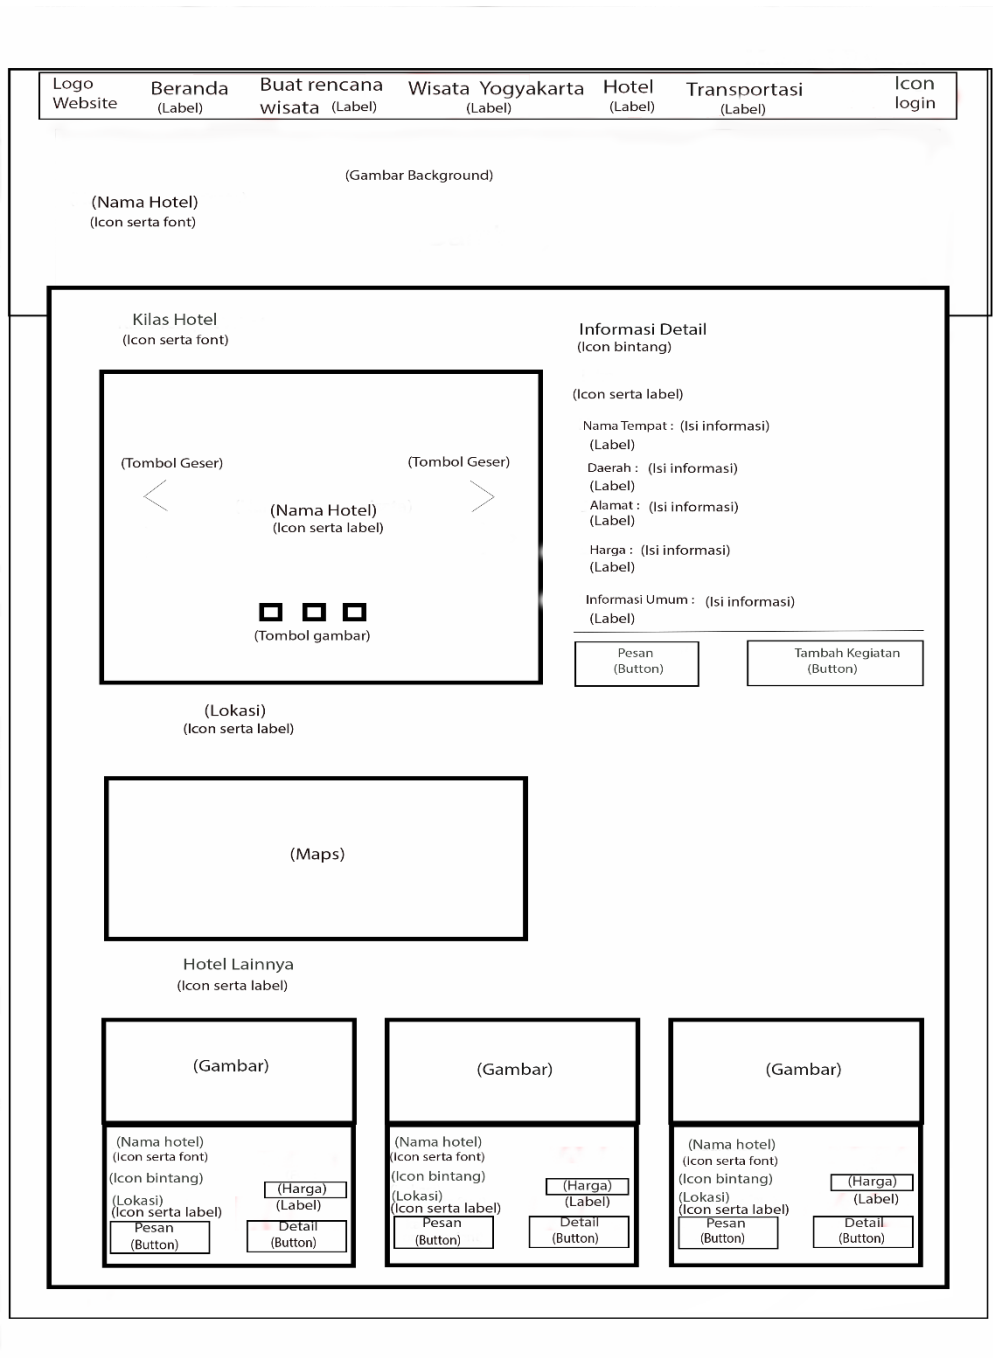 Logo
Website
Beranda
(Label)
Buat rencana
wisata (Label)
Wisata Yogyakarta
(Label)
Hotel
(Label)
Transportasi
(Label)
Icon
login
(Gambar Background)
(Nama Hotel)
(Icon serta font)
Kilas Hotel
(Icon serta font)
(Tombol Geser)
(Tombol Geser)
(Nama Hotel)
(Icon serta label)
(Tombol gambar)
Informasi Detail
(Icon bintang)
(Icon serta label)
Nama Tempat : (Isi informasi)
(Label)
Daerah : (Isi informasi)
(Label)
Alamat : (Isi informasi)
(Label)
Harga : (Isi informasi)
(Label)
Informasi Umum : (Isi informasi)
(Label)
Pesan
(Button)
Tambah Kegiatan
(Button)
(Lokasi)
(Icon serta label)
(Maps)
Hotel Lainnya
(Icon serta label)
(Gambar)
(Nama hotel)
(Icon serta font)
(Icon bintang)
(Harga)
(Label)
(Lokasi)
(Icon serta label)
Pesan
(Button)
Detail
(Button)
(Gambar)
(Nama hotel)
(Icon serta font)
(Icon bintang)
(Harga)
(Label)
(Lokasi)
(Icon serta label)
Pesan
(Button)
Detail
(Button)
(Gambar)
(Nama hotel)
(Icon serta font)
(Icon bintang)
(Harga)
(Label)
(Lokasi)
(Icon serta label)
Pesan
(Button)
Detail
(Button)